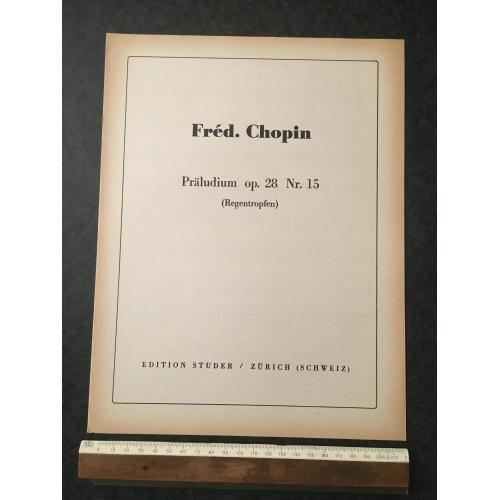 Fréd. Chopin
Präludium op. 28 Nr. 15
(Regentropfen)
EDITION STUDER / ZÜRICH (SCHWEIZ)